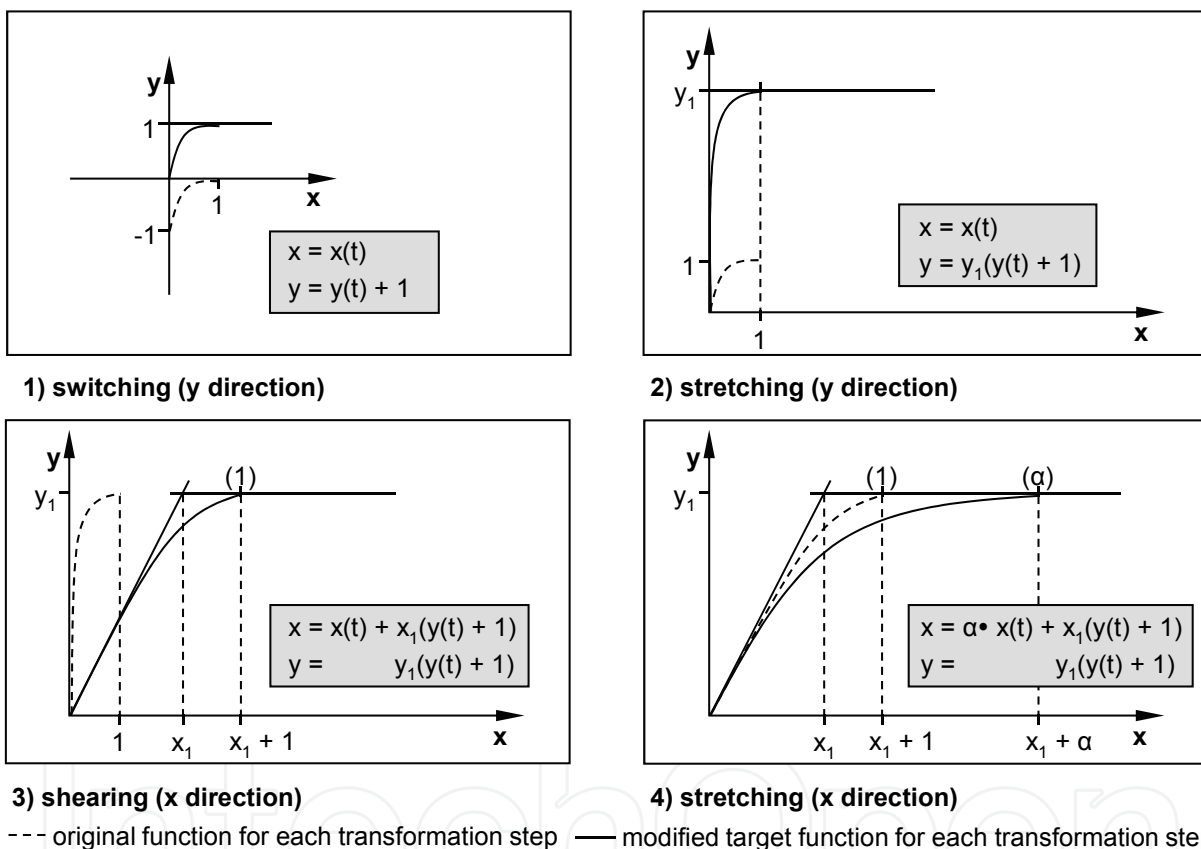 y
1
1
x
-1
x = x(t)
y = y(t) + 1
1) switching (y direction)
y
y₁
1
1
x
x = x(t)
y = y₁(y(t) + 1)
2) stretching (y direction)
y
y₁
(1)
x = x(t) + x₁(y(t) + 1)
y = y₁(y(t) + 1)
1 x₁ x₁ + 1 x
3) shearing (x direction)
y
y₁
(1) (α)
x = α• x(t) + x₁(y(t) + 1)
y = y₁(y(t) + 1)
x₁ x₁ + 1 x₁ + α x
4) stretching (x direction)
--- original function for each transformation step — modified target function for each transformation ste